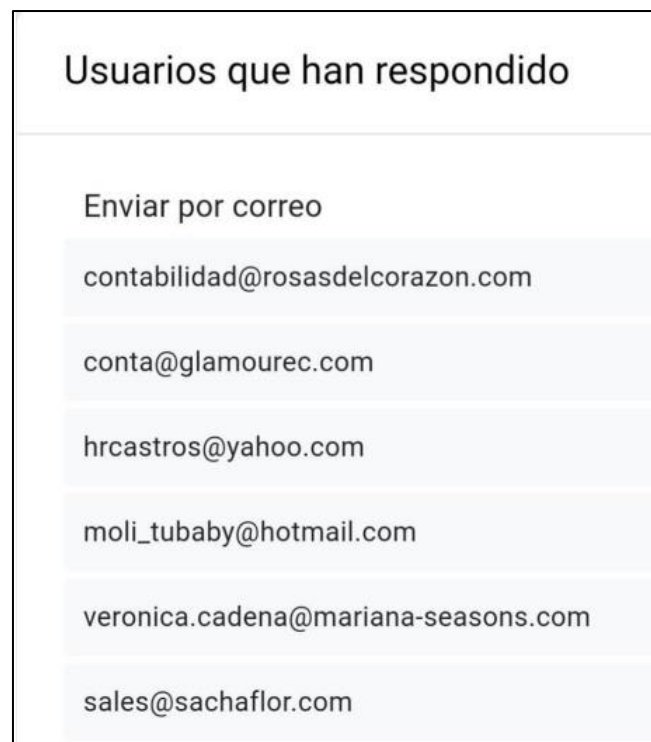 Usuarios que han respondido
Enviar por correo
contabilidad@rosasdelcorazon.com
conta@glamourec.com
hrcastros@yahoo.com
moli_tubaby@hotmail.com
veronica.cadena@mariana-seasons.com
sales@sachaflor.com